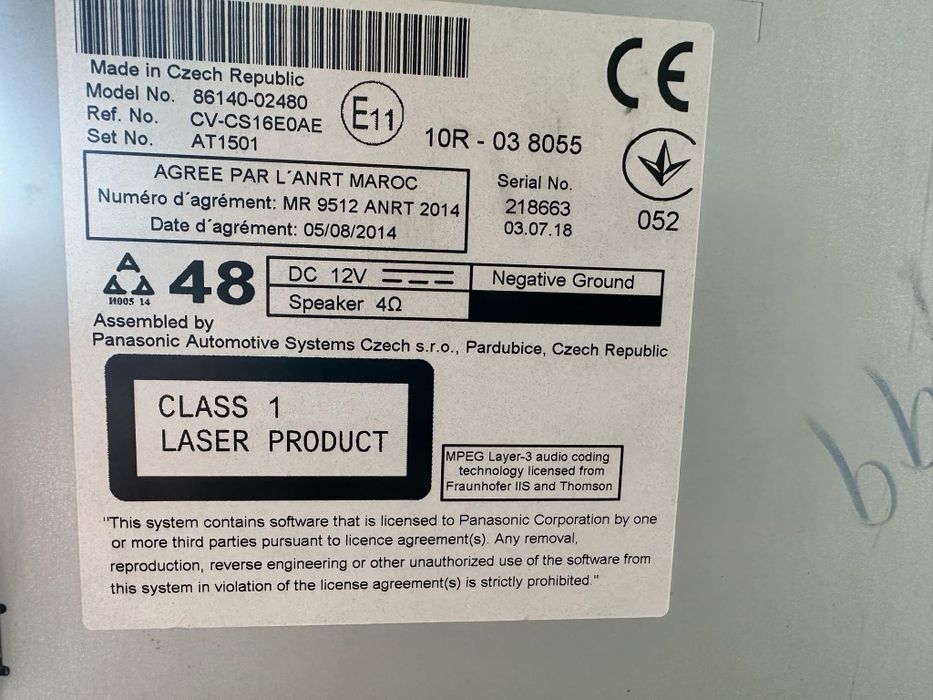 Made in Czech Republic
Model No. 86140-02480
Ref. No. CV-CS16E0AE
Set No. AT1501
E11
10R - 03 8055
CE
AGREE PAR L´ANRT MAROC
Numéro d´agrément: MR 9512 ANRT 2014
Date d´agrément: 05/08/2014
Serial No.
218663
03.07.18
052
И005 14
48
DC 12V
Negative Ground
Speaker 4Ω
Assembled by
Panasonic Automotive Systems Czech s.r.o., Pardubice, Czech Republic
CLASS 1
LASER PRODUCT
MPEG Layer-3 audio coding
technology licensed from
Fraunhofer IIS and Thomson
"This system contains software that is licensed to Panasonic Corporation by one
or more third parties pursuant to licence agreement(s). Any removal,
reproduction, reverse engineering or other unauthorized use of the software from
this system in violation of the license agreement(s) is strictly prohibited."